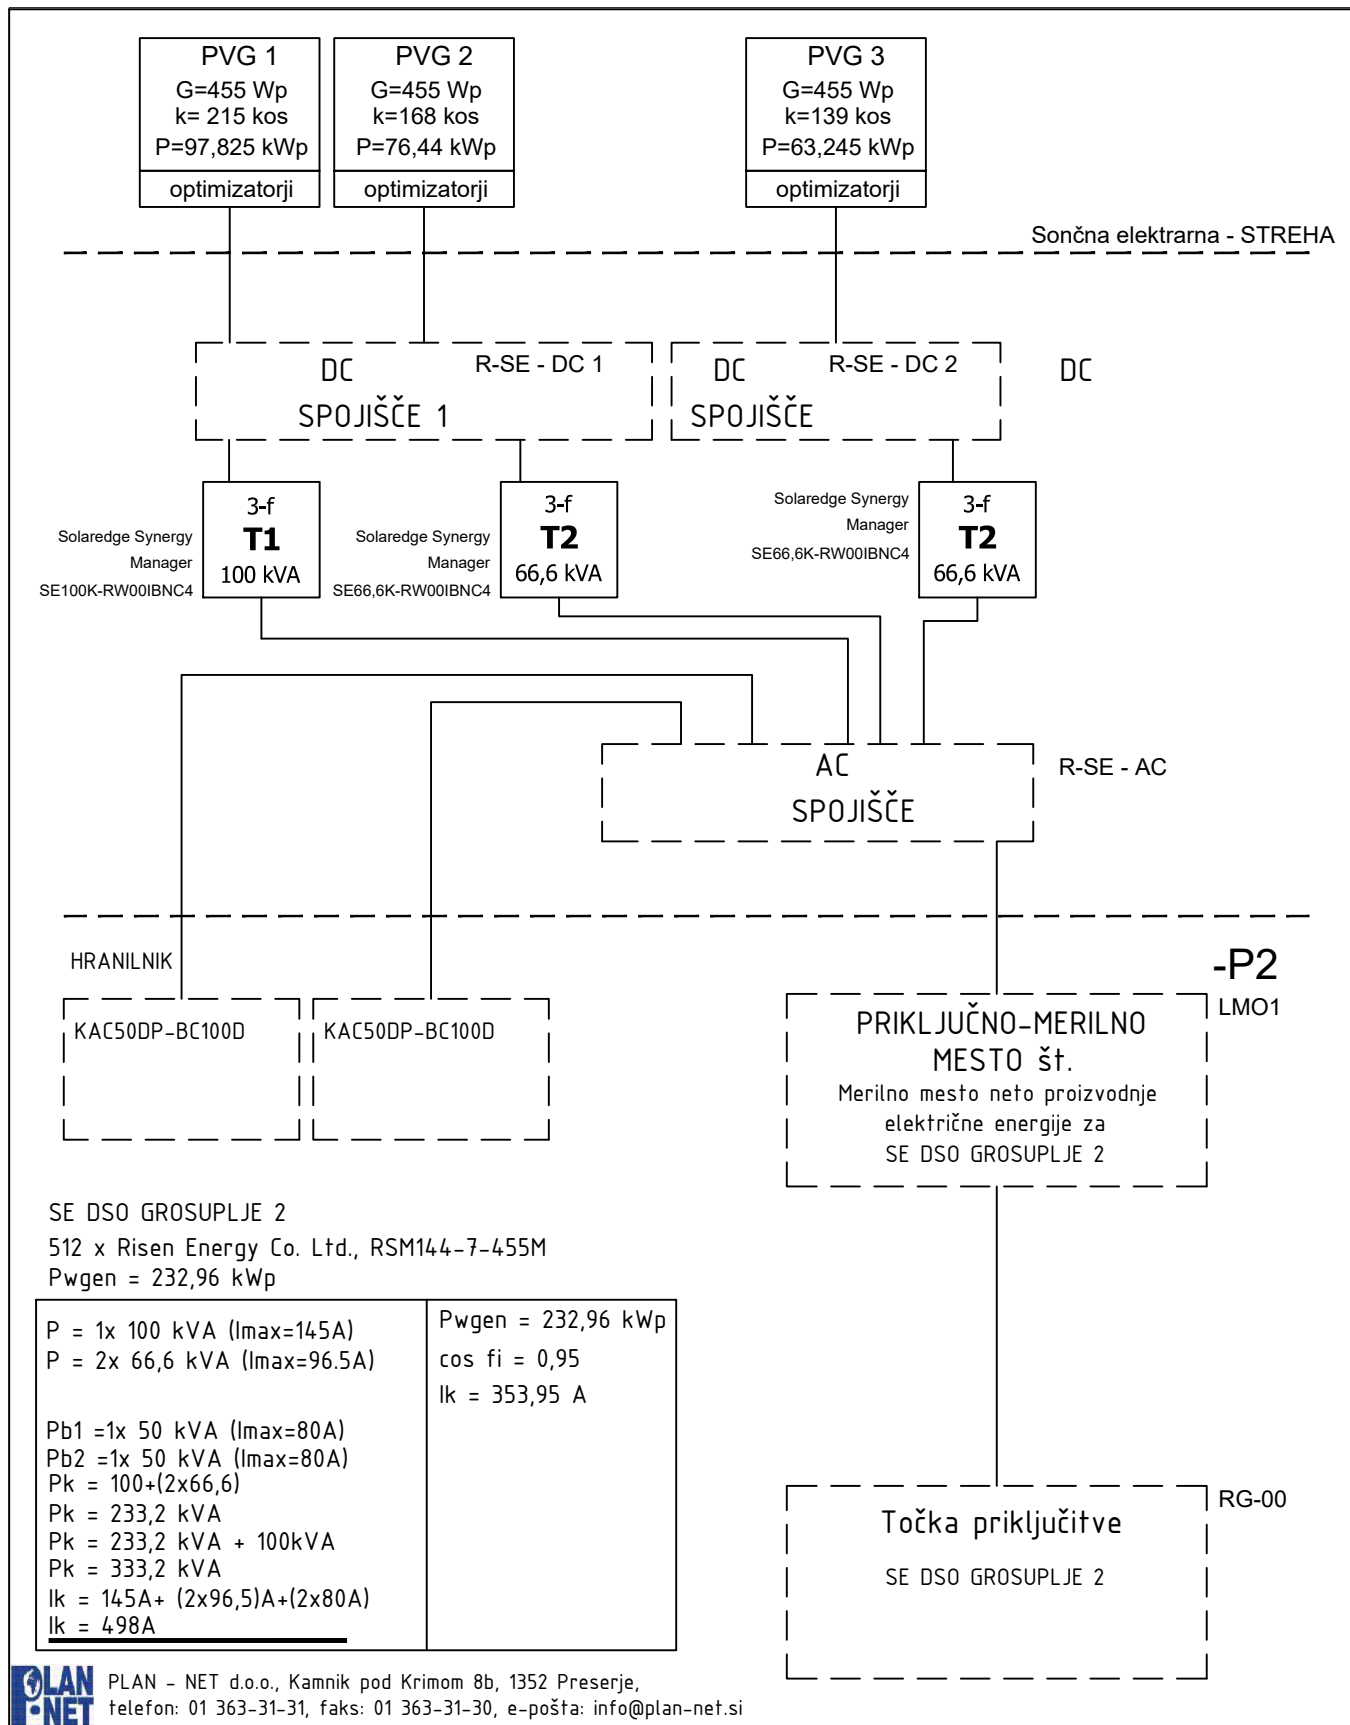 PVG 1
G=455 Wp
k= 215 kos
P=97,825 kWp
optimizatorji
PVG 2
G=455 Wp
k=168 kos
P=76,44 kWp
optimizatorji
PVG 3
G=455 Wp
k=139 kos
P=63,245 kWp
optimizatorji
Sončna elektrarna - STREHA
DC R-SE - DC 1
SPOJIŠČE 1
DC R-SE - DC 2
SPOJIŠČE
DC
Solaredge Synergy
Manager
SE100K-RW00IBNC4
3-f
T1
100 kVA
Solaredge Synergy
Manager
SE66,6K-RW00IBNC4
3-f
T2
66,6 kVA
Solaredge Synergy
Manager
SE66,6K-RW00IBNC4
3-f
T2
66,6 kVA
AC
SPOJIŠČE
R-SE - AC
HRANILNIK
KAC50DP-BC100D
KAC50DP-BC100D
-P2
LMO1
PRIKLJUČNO-MERILNO
MESTO št.
Merilno mesto neto proizvodnje
električne energije za
SE DSO GROSUPLJE 2
SE DSO GROSUPLJE 2
512 x Risen Energy Co. Ltd., RSM144-7-455M
Pwgen = 232,96 kWp
P = 1x 100 kVA (Imax=145A)
P = 2x 66,6 kVA (Imax=96.5A)
Pb1 =1x 50 kVA (Imax=80A)
Pb2 =1x 50 kVA (Imax=80A)
Pk = 100+(2x66,6)
Pk = 233,2 kVA
Pk = 233,2 kVA + 100kVA
Pk = 333,2 kVA
Ik = 145A+ (2x96,5)A+(2x80A)
Ik = 498A
Pwgen = 232,96 kWp
cos fi = 0,95
Ik = 353,95 A
RG-00
Točka priključitve
SE DSO GROSUPLJE 2
PLAN
NET
PLAN - NET d.o.o., Kamnik pod Krimom 8b, 1352 Preserje,
telefon: 01 363-31-31, faks: 01 363-31-30, e-pošta: info@plan-net.si